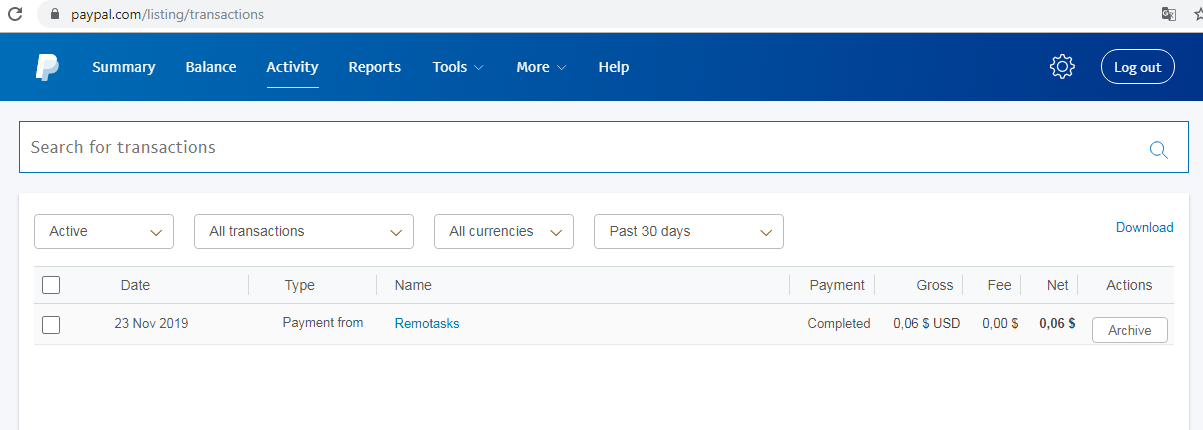 paypal.com/listing/transactions
Summary Balance Activity Reports Tools More Help Log out
Search for transactions
Active All transactions All currencies Past 30 days Download
Date Type Name Payment Gross Fee Net Actions
23 Nov 2019 Payment from Remotasks Completed 0,06 $ USD 0,00 $ 0,06 $ Archive